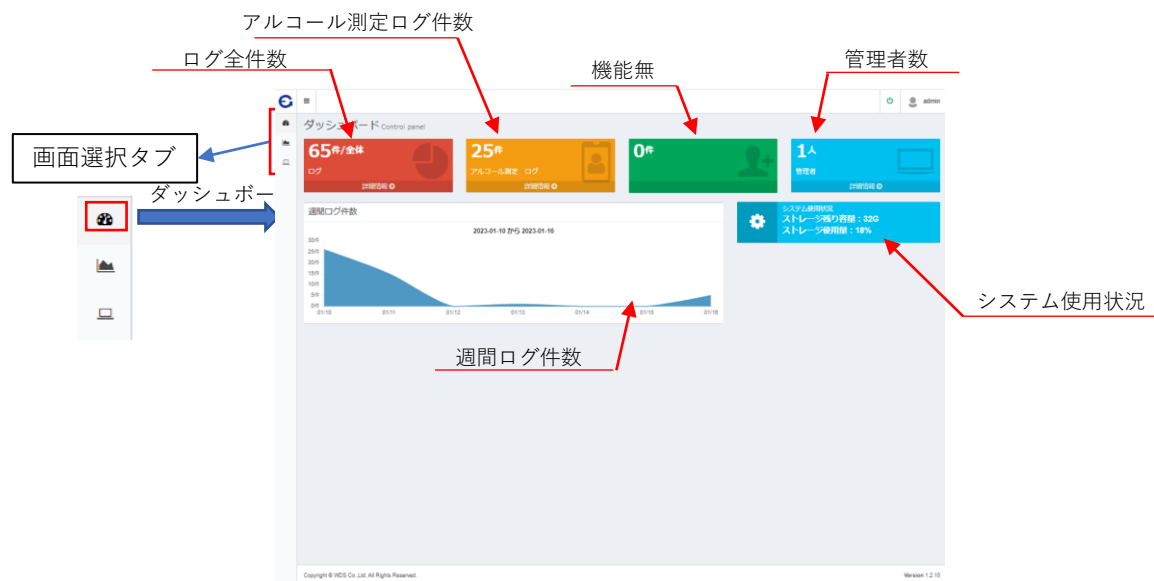 アルコール測定ログ件数
ログ全件数
機能無
管理者数
admin
ダッシュボード Control panel
画面選択タブ
65件/全体
ログ
詳細情報
25件
アルコール測定 ログ
詳細情報
0件
1人
管理者
詳細情報
ダッシュボー
週間ログ件数
2023-01-10 から 2023-01-16
30件
25件
20件
15件
10件
5件
0件
01/10
01/11
01/12
01/13
01/14
01/15
01/16
システム使用状況
ストレージ残り容量：32G
ストレージ使用量：18%
システム使用状況
週間ログ件数
Copyright © WDS Co.,Ltd. All Rights Reserved.
Version 1.2.10